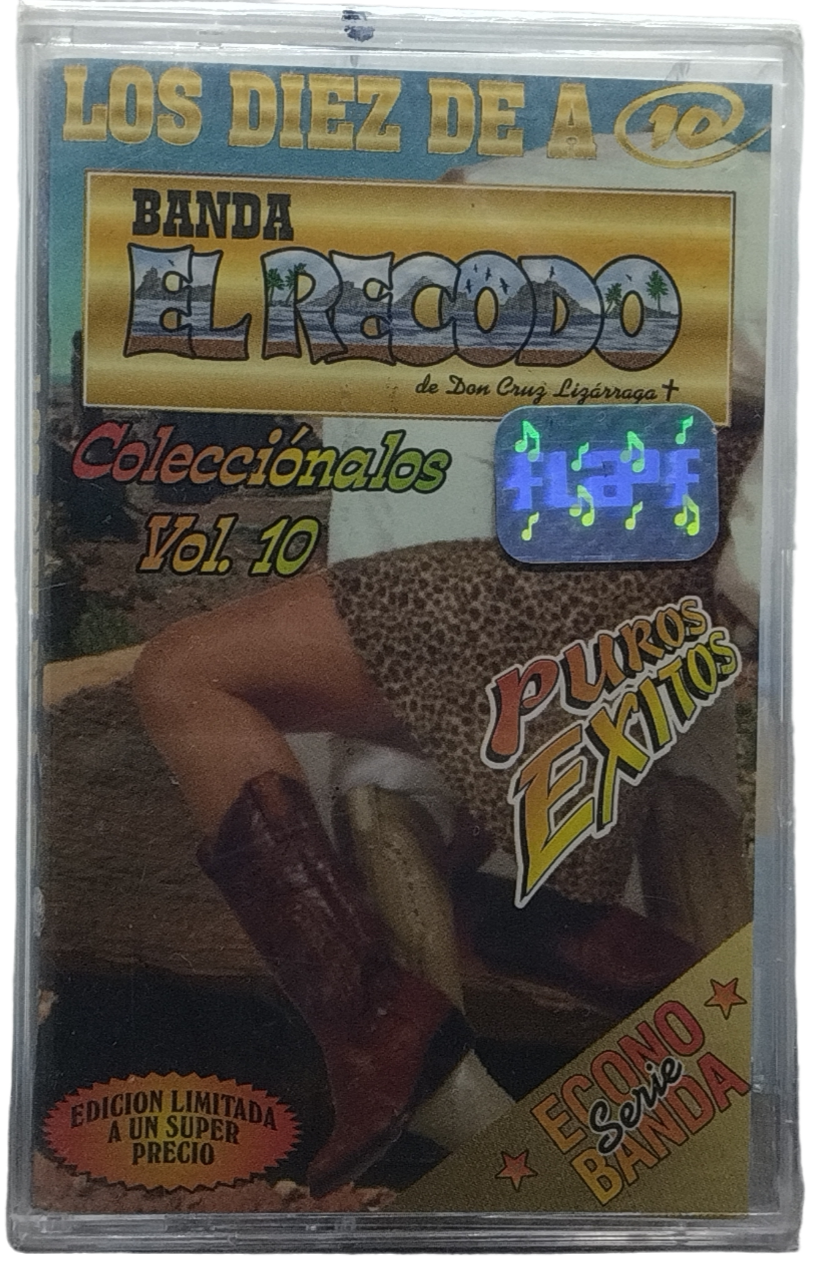 LOS DIEZ DE A 10
BANDA
EL RECODO
de Don Cruz Lizárraga †
Colecciónalos
Vol. 10
PUROS
EXITOS
EDICION LIMITADA
A UN SUPER
PRECIO
ECONO
Serie
BANDA